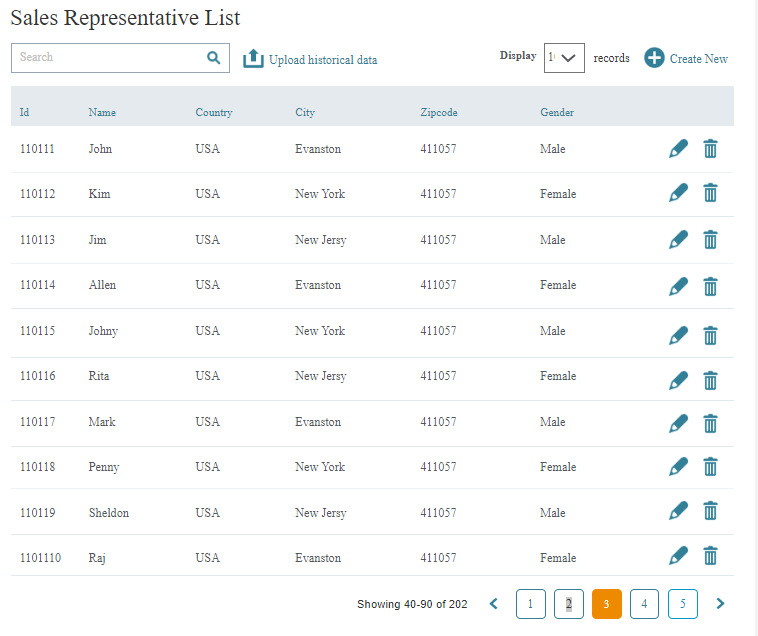 Sales Representative List
Search Upload historical data Display records Create New
Id Name Country City Zipcode Gender
110111 John USA Evanston 411057 Male
110112 Kim USA New York 411057 Female
110113 Jim USA New Jersy 411057 Male
110114 Allen USA Evanston 411057 Female
110115 Johny USA New York 411057 Male
110116 Rita USA New Jersy 411057 Female
110117 Mark USA Evanston 411057 Male
110118 Penny USA New York 411057 Female
110119 Sheldon USA New Jersy 411057 Male
1101110 Raj USA Evanston 411057 Female
Showing 40-90 of 202 1 2 3 4 5